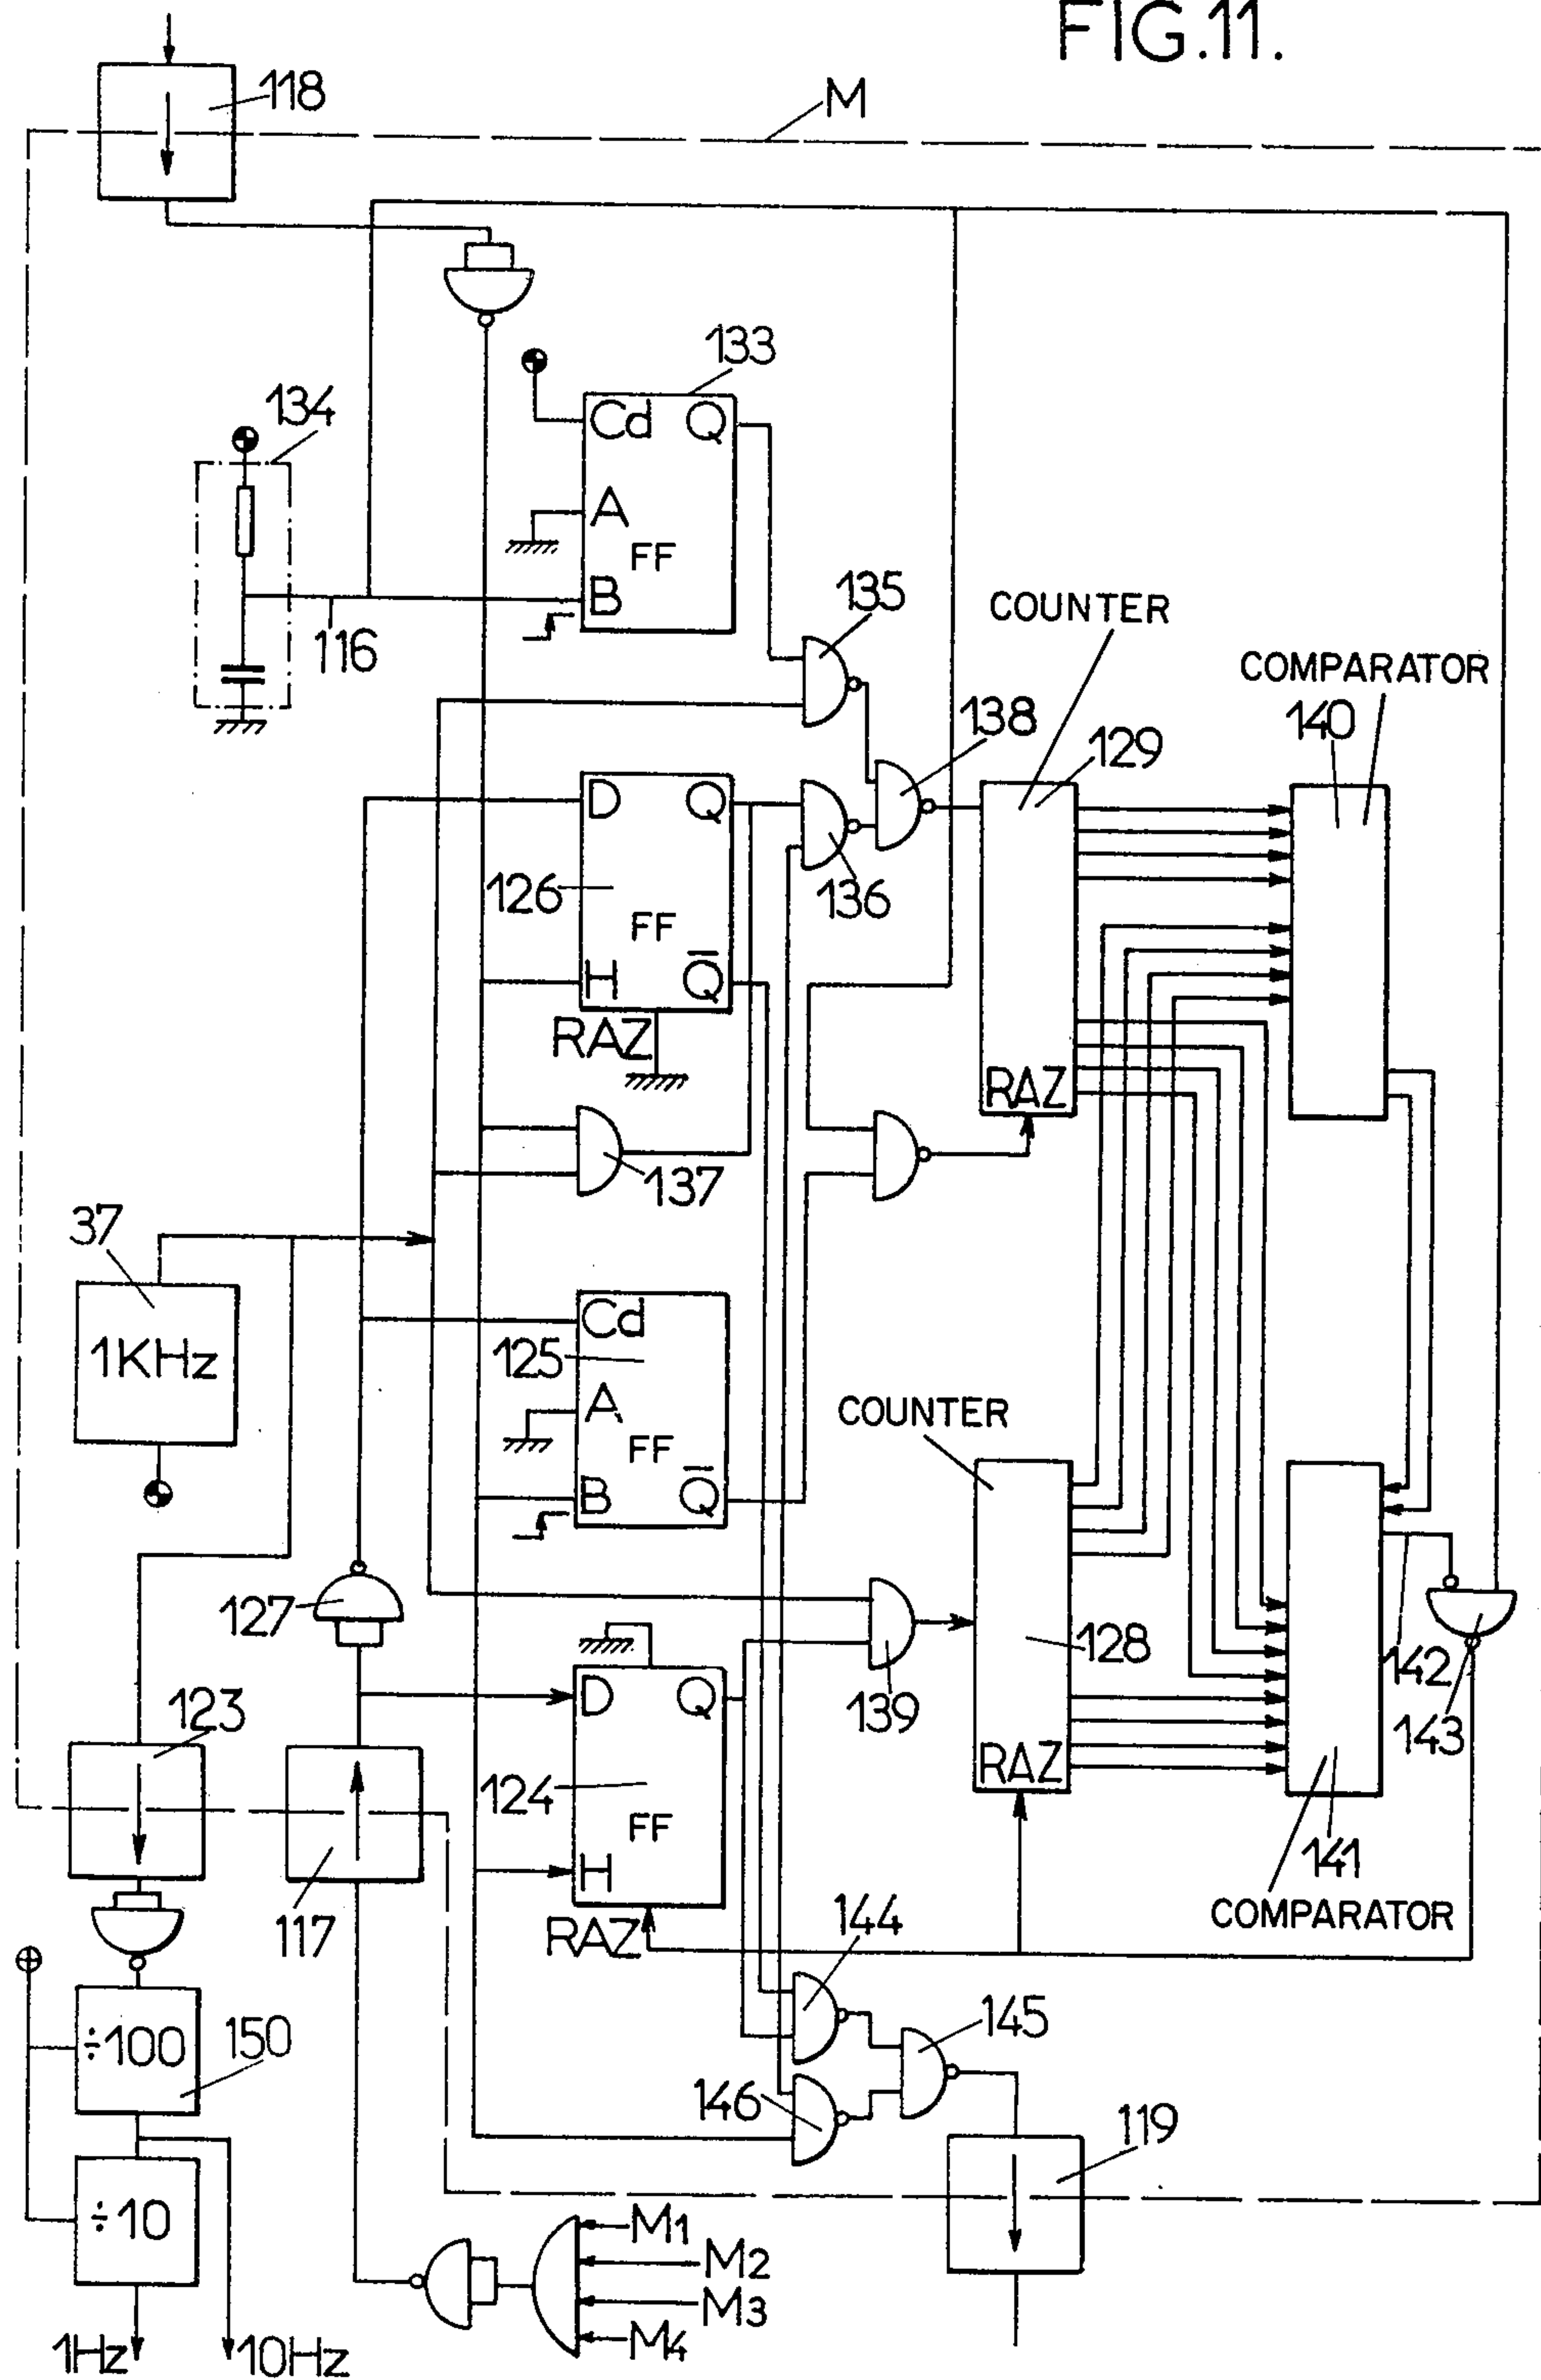 FIG.11.
118
M
133
Cd Q
134
A
FF
B
116
135
COUNTER
COMPARATOR
140
138
129
D Q
126
136
FF
H Q̅
RAZ
RAZ
137
37
1KHz
Cd
125
A
FF
B Q̅
COUNTER
127
128
142
139
143
123
D Q
124
FF
H
RAZ
RAZ
141
COMPARATOR
117
144
÷100
150
145
146
119
÷10
M1
M2
M3
M4
1Hz
10Hz